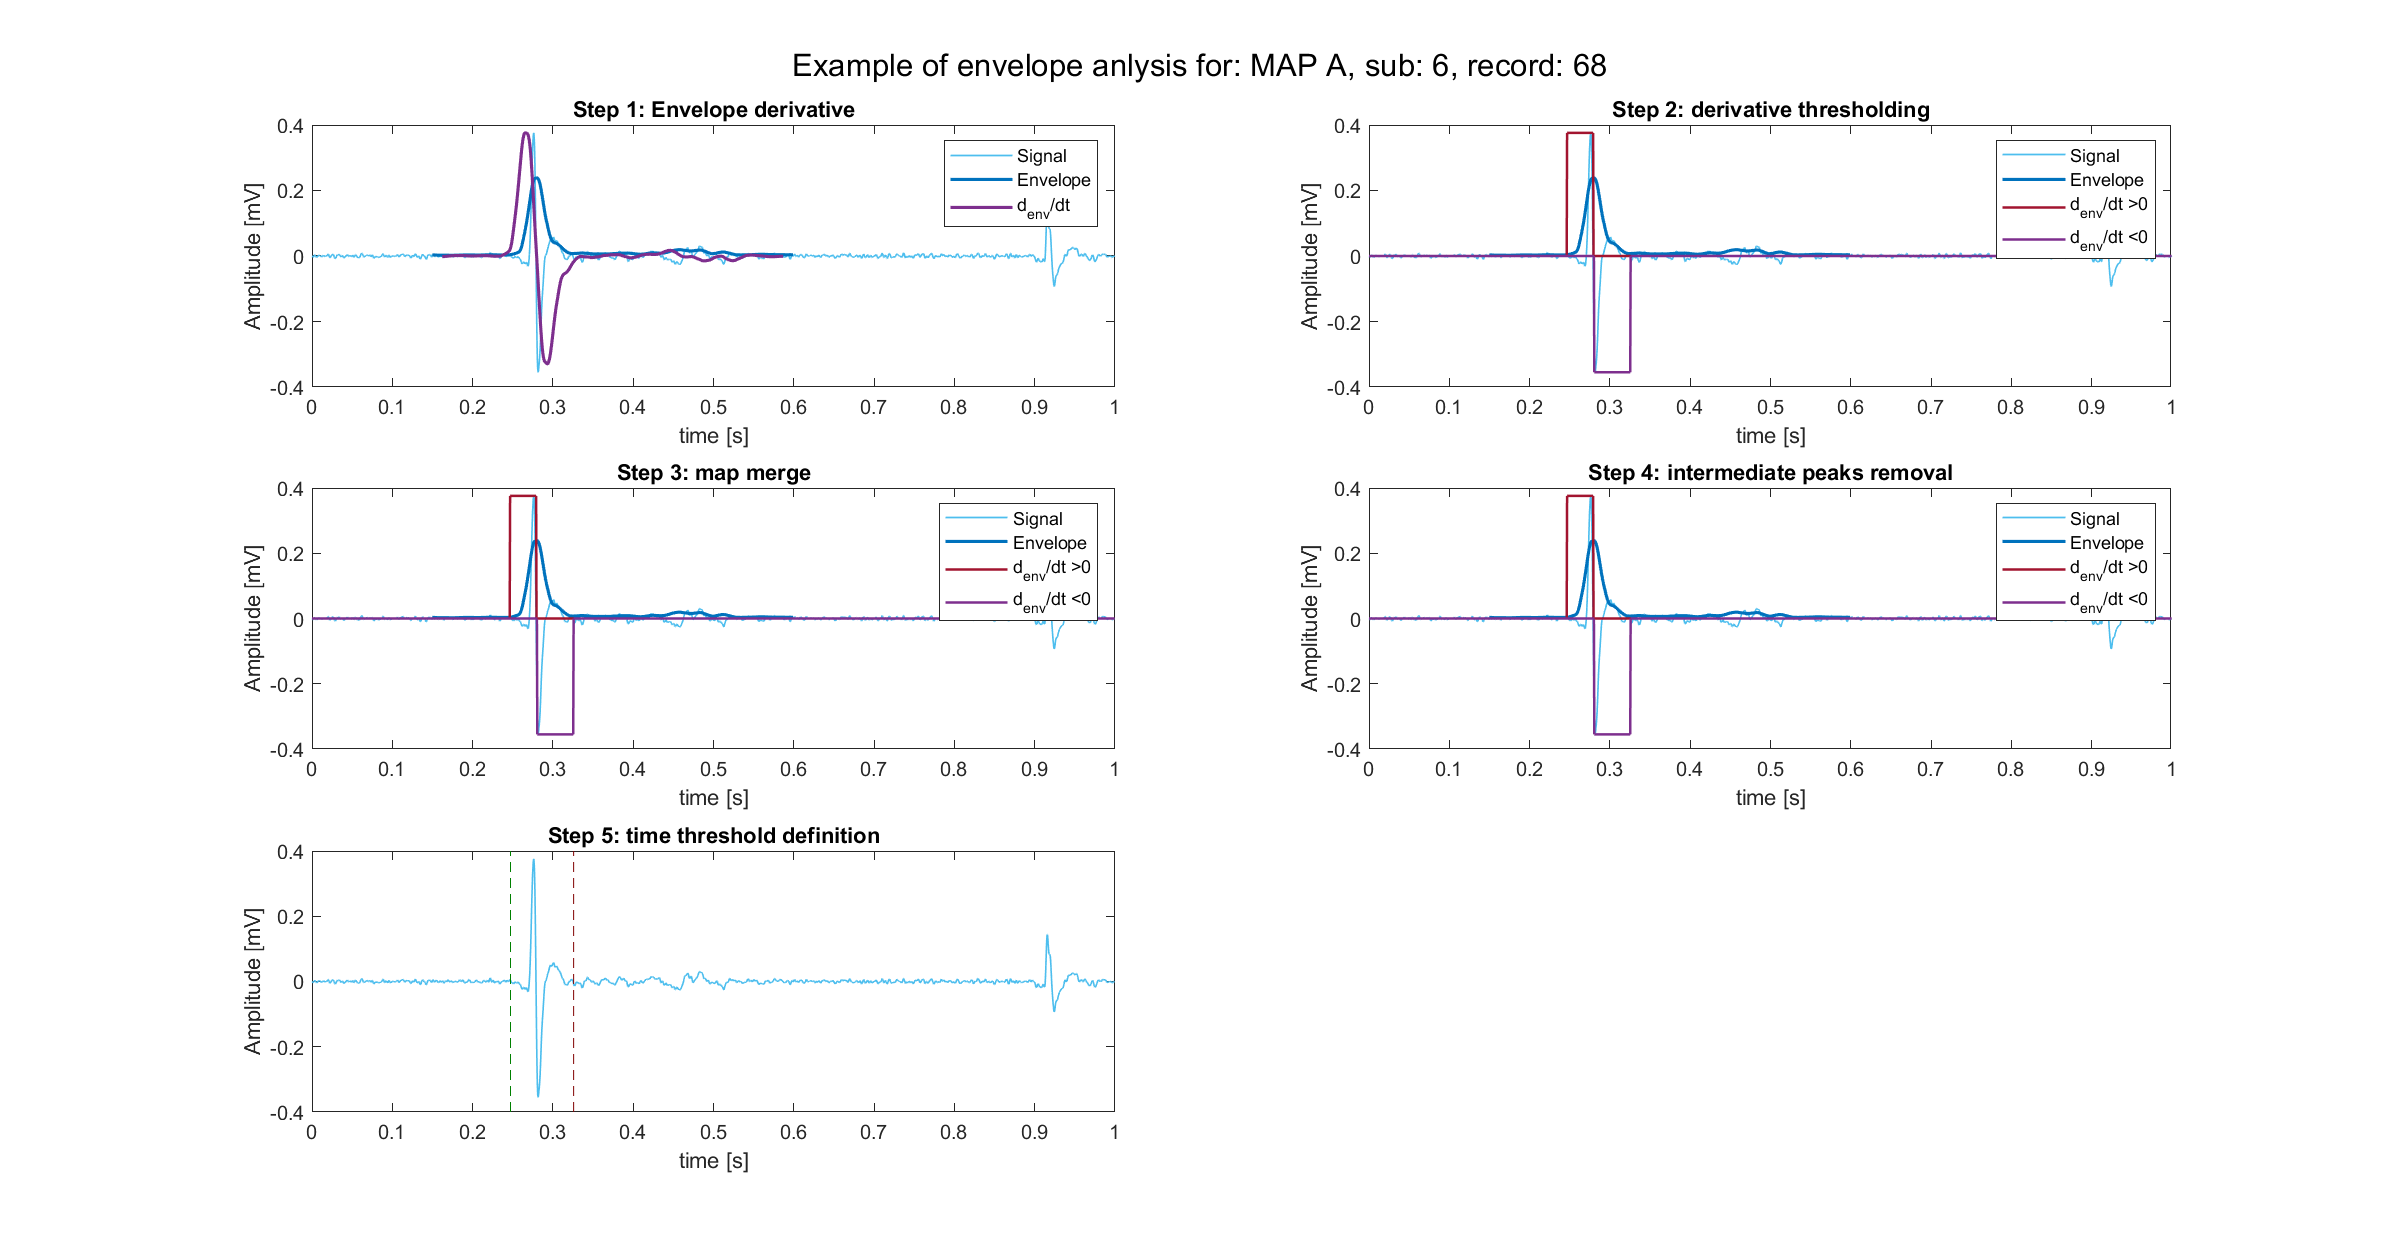 Example of envelope anlysis for: MAP A, sub: 6, record: 68
Step 1: Envelope derivative
0.4
0.2
0
-0.2
-0.4
Amplitude [mV]
0 0.1 0.2 0.3 0.4 0.5 0.6 0.7 0.8 0.9 1
time [s]
Signal
Envelope
d_env/dt
Step 2: derivative thresholding
0.4
0.2
0
-0.2
-0.4
Amplitude [mV]
0 0.1 0.2 0.3 0.4 0.5 0.6 0.7 0.8 0.9 1
time [s]
Signal
Envelope
d_env/dt >0
d_env/dt <0
Step 3: map merge
0.4
0.2
0
-0.2
-0.4
Amplitude [mV]
0 0.1 0.2 0.3 0.4 0.5 0.6 0.7 0.8 0.9 1
time [s]
Signal
Envelope
d_env/dt >0
d_env/dt <0
Step 4: intermediate peaks removal
0.4
0.2
0
-0.2
-0.4
Amplitude [mV]
0 0.1 0.2 0.3 0.4 0.5 0.6 0.7 0.8 0.9 1
time [s]
Signal
Envelope
d_env/dt >0
d_env/dt <0
Step 5: time threshold definition
0.4
0.2
0
-0.2
-0.4
Amplitude [mV]
0 0.1 0.2 0.3 0.4 0.5 0.6 0.7 0.8 0.9 1
time [s]